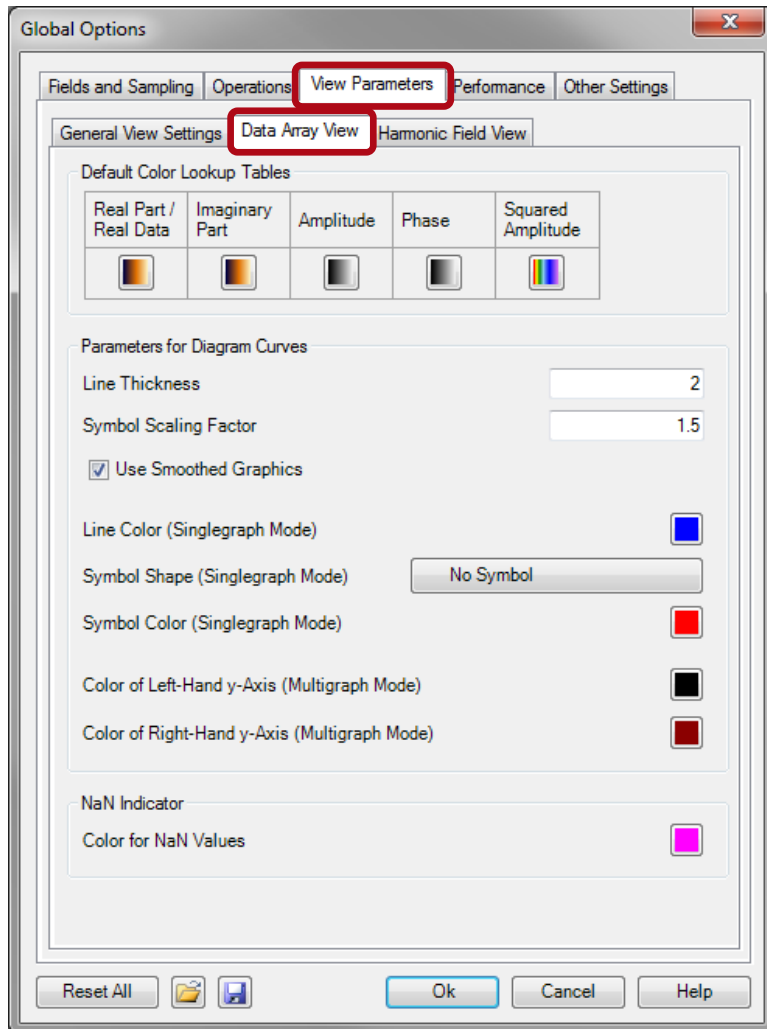 Global Options
Fields and Sampling Operations View Parameters Performance Other Settings
General View Settings Data Array View Harmonic Field View
Default Color Lookup Tables
Real Part / Imaginary Amplitude Phase Squared
Real Data Part Amplitude
Parameters for Diagram Curves
Line Thickness 2
Symbol Scaling Factor 1.5
Use Smoothed Graphics
Line Color (Singlegraph Mode)
Symbol Shape (Singlegraph Mode) No Symbol
Symbol Color (Singlegraph Mode)
Color of Left-Hand y-Axis (Multigraph Mode)
Color of Right-Hand y-Axis (Multigraph Mode)
NaN Indicator
Color for NaN Values
Reset All Ok Cancel Help